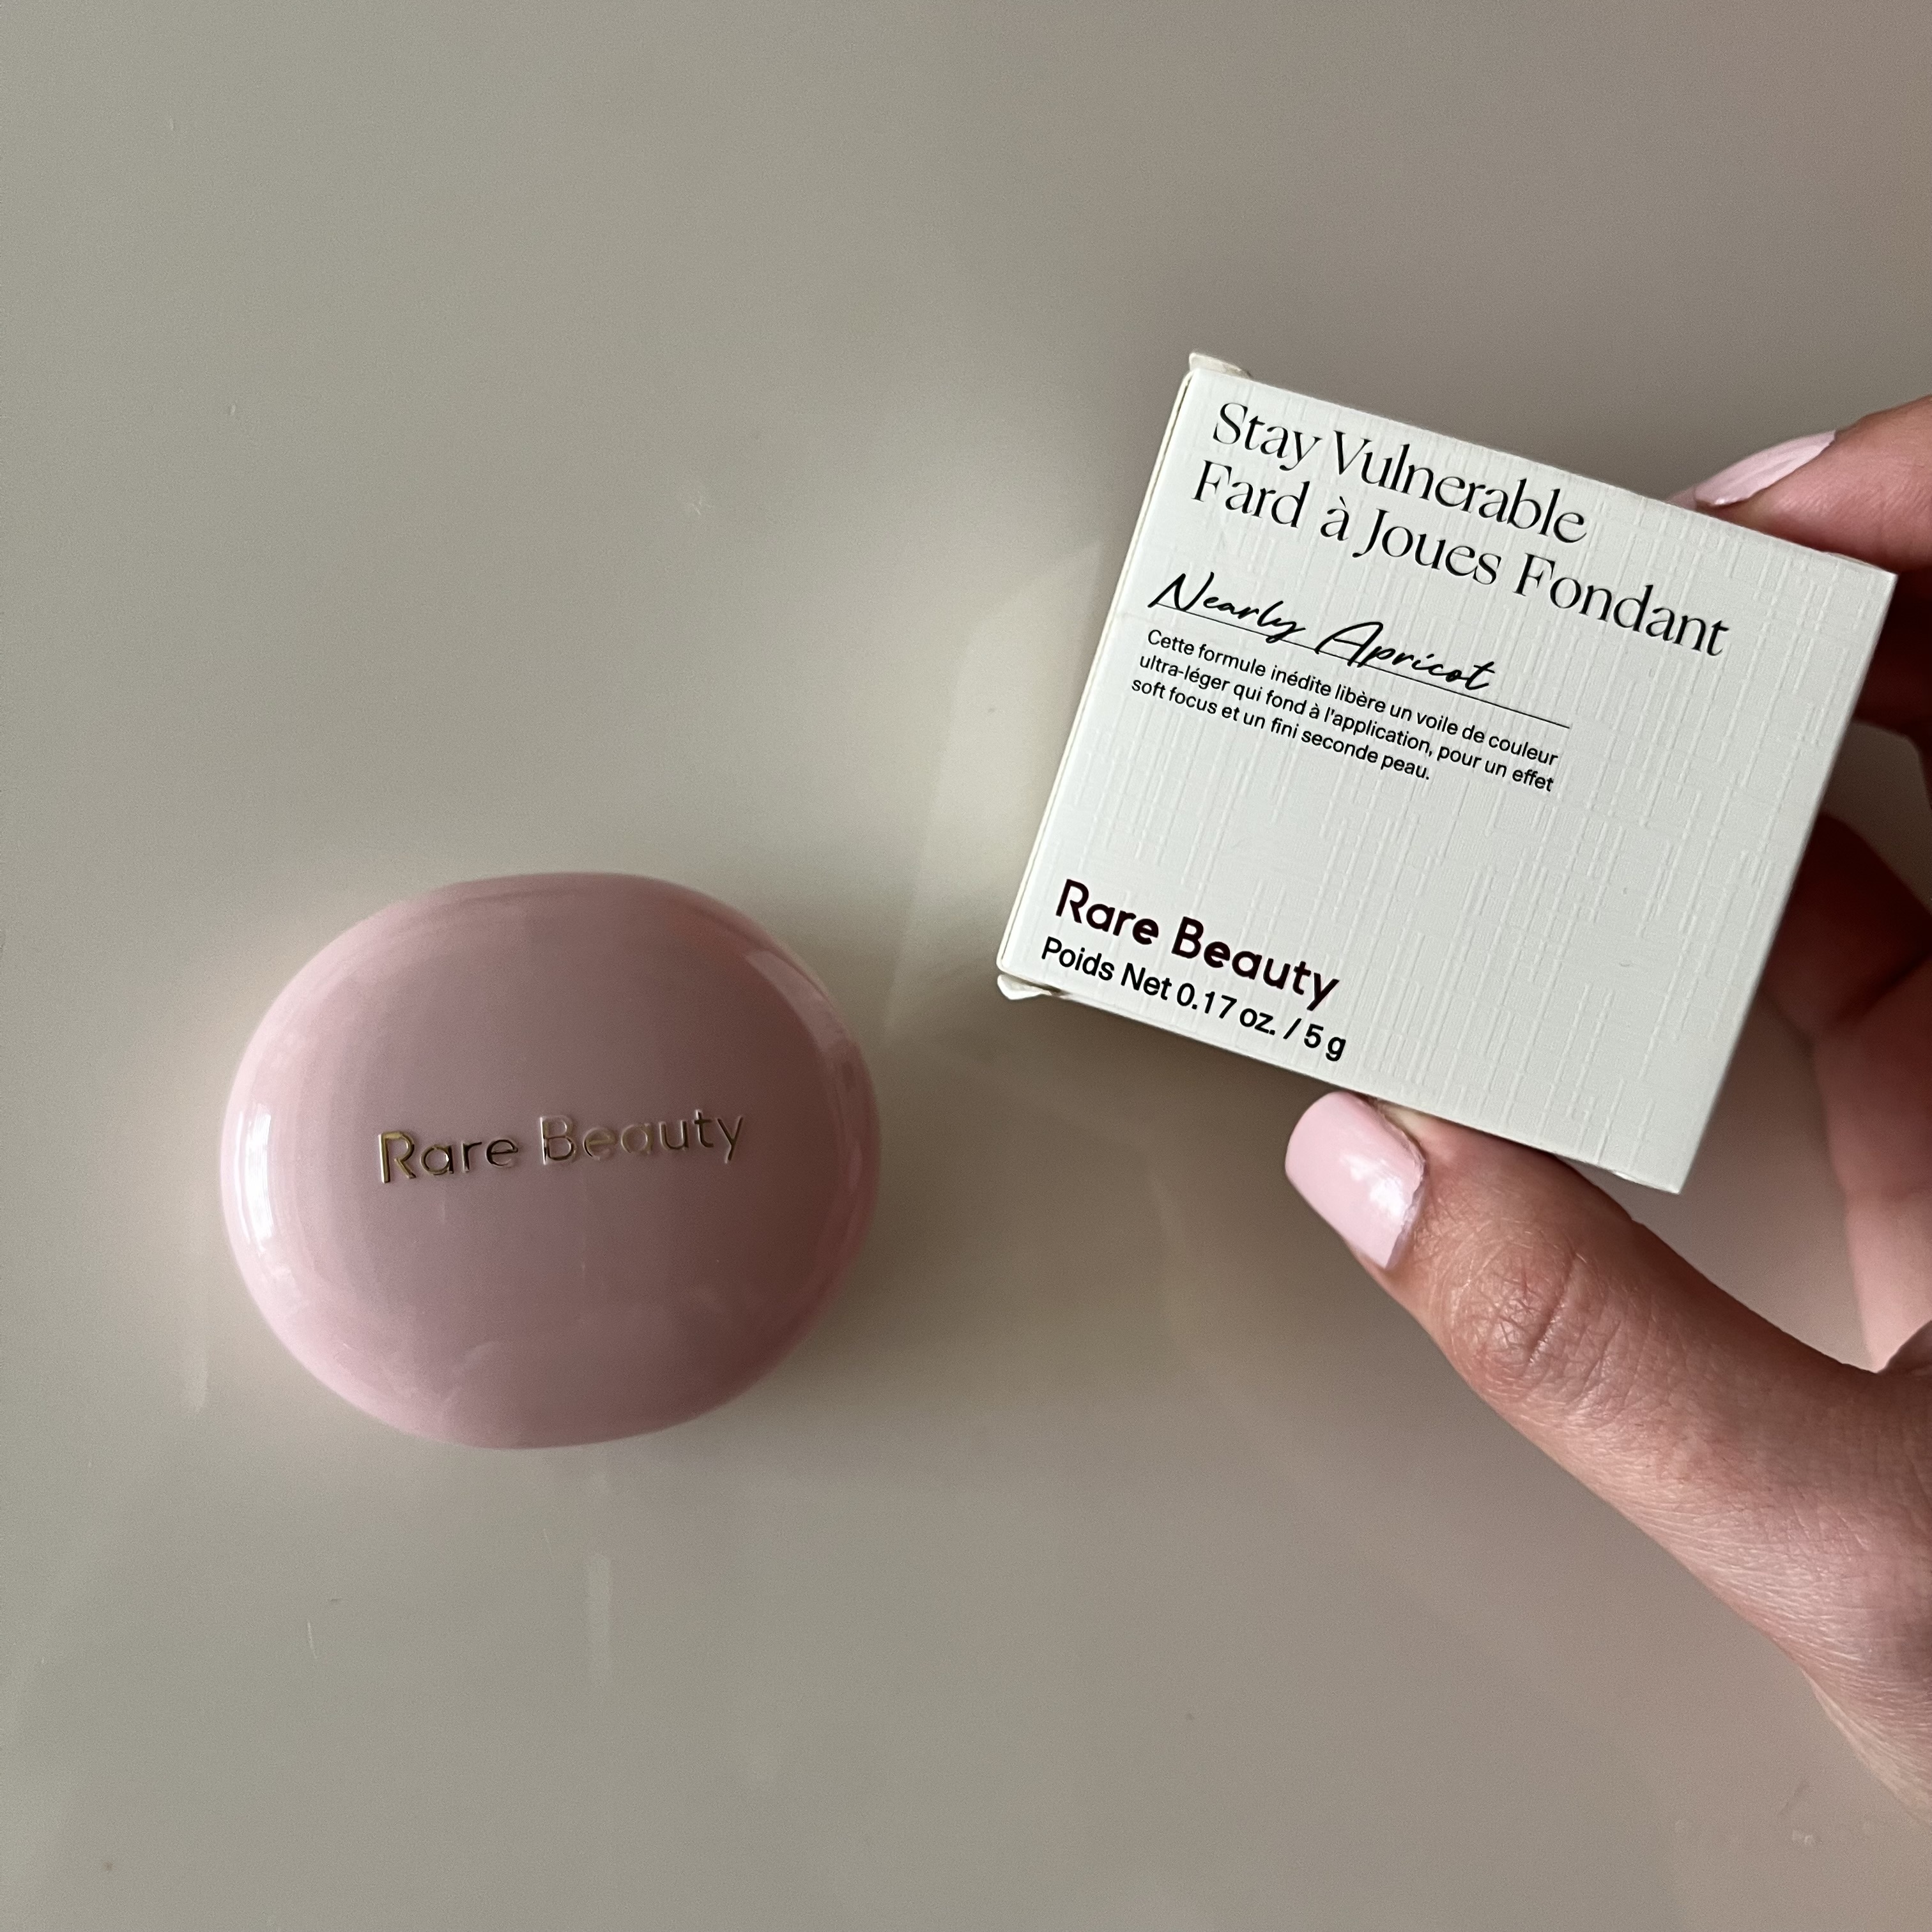 Stay Vulnerable
Fard à Joues Fondant
Nearly Apricot
Cette formule inédite libère un voile de couleur
ultra-léger qui fond à l'application, pour un effet
soft focus et un fini seconde peau.
Rare Beauty
Poids Net 0.17 oz. / 5 g
Rare Beauty